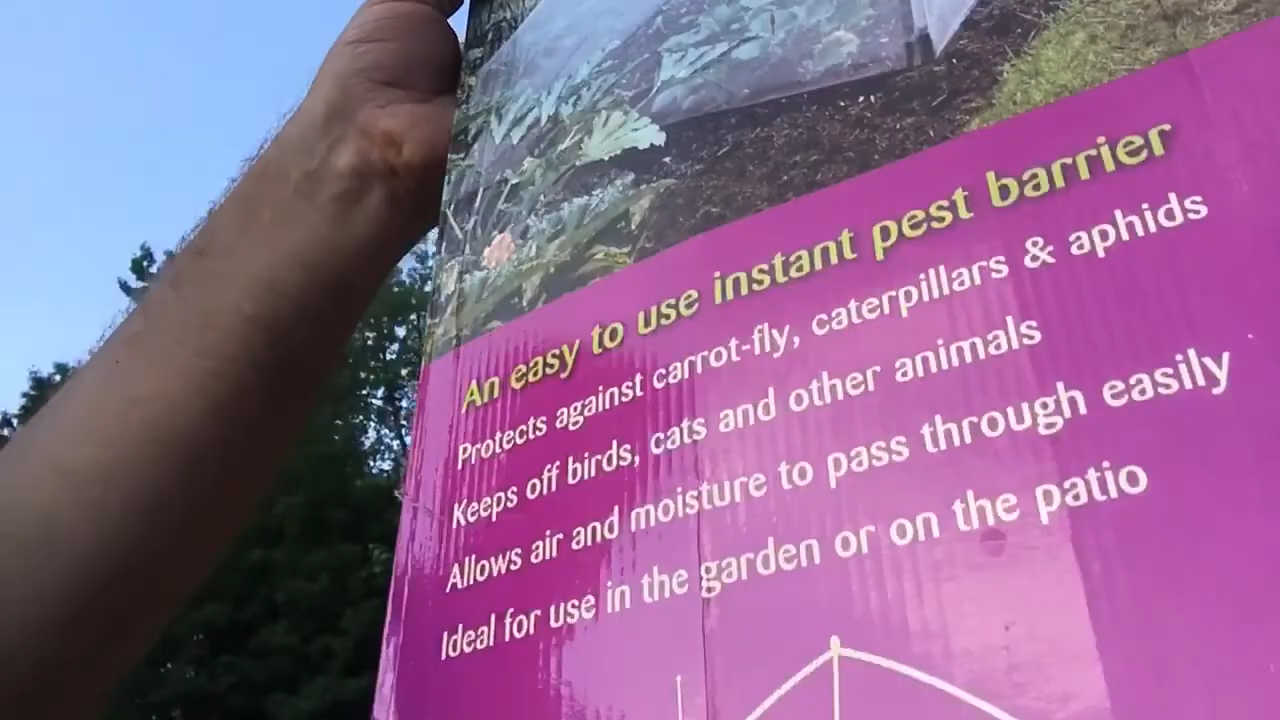 An easy to use instant pest barrier
Protects against carrot-fly, caterpillars & aphids
Keeps off birds, cats and other animals
Allows air and moisture to pass through easily
Ideal for use in the garden or on the patio